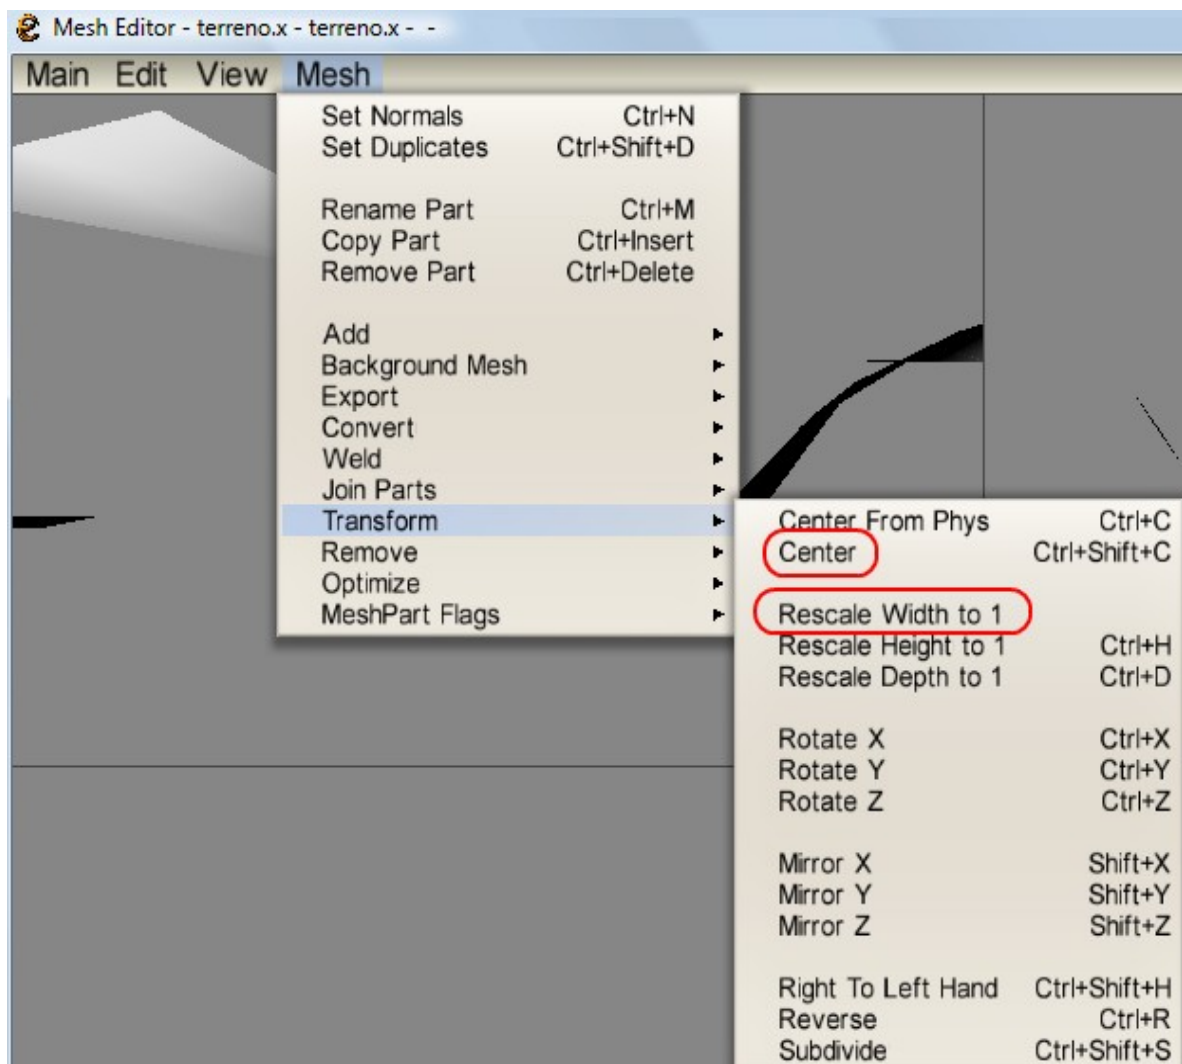 Mesh Editor - terreno.x - terreno.x - -
Main Edit View Mesh
Set Normals Ctrl+N
Set Duplicates Ctrl+Shift+D
Rename Part Ctrl+M
Copy Part Ctrl+Insert
Remove Part Ctrl+Delete
Add
Background Mesh
Export
Convert
Weld
Join Parts
Transform
Remove
Optimize
MeshPart Flags
Center From Phys Ctrl+C
Center Ctrl+Shift+C
Rescale Width to 1
Rescale Height to 1 Ctrl+H
Rescale Depth to 1 Ctrl+D
Rotate X Ctrl+X
Rotate Y Ctrl+Y
Rotate Z Ctrl+Z
Mirror X Shift+X
Mirror Y Shift+Y
Mirror Z Shift+Z
Right To Left Hand Ctrl+Shift+H
Reverse Ctrl+R
Subdivide Ctrl+Shift+S